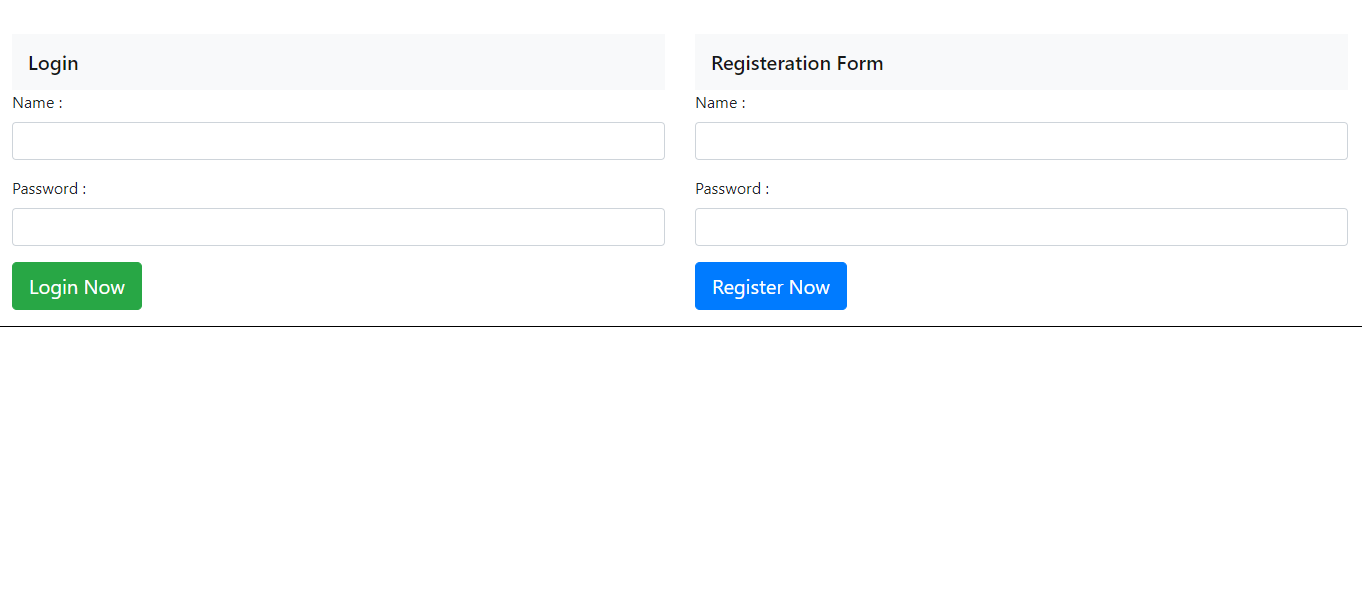 Login
Name :
Password :
Login Now
Registeration Form
Name :
Password :
Register Now